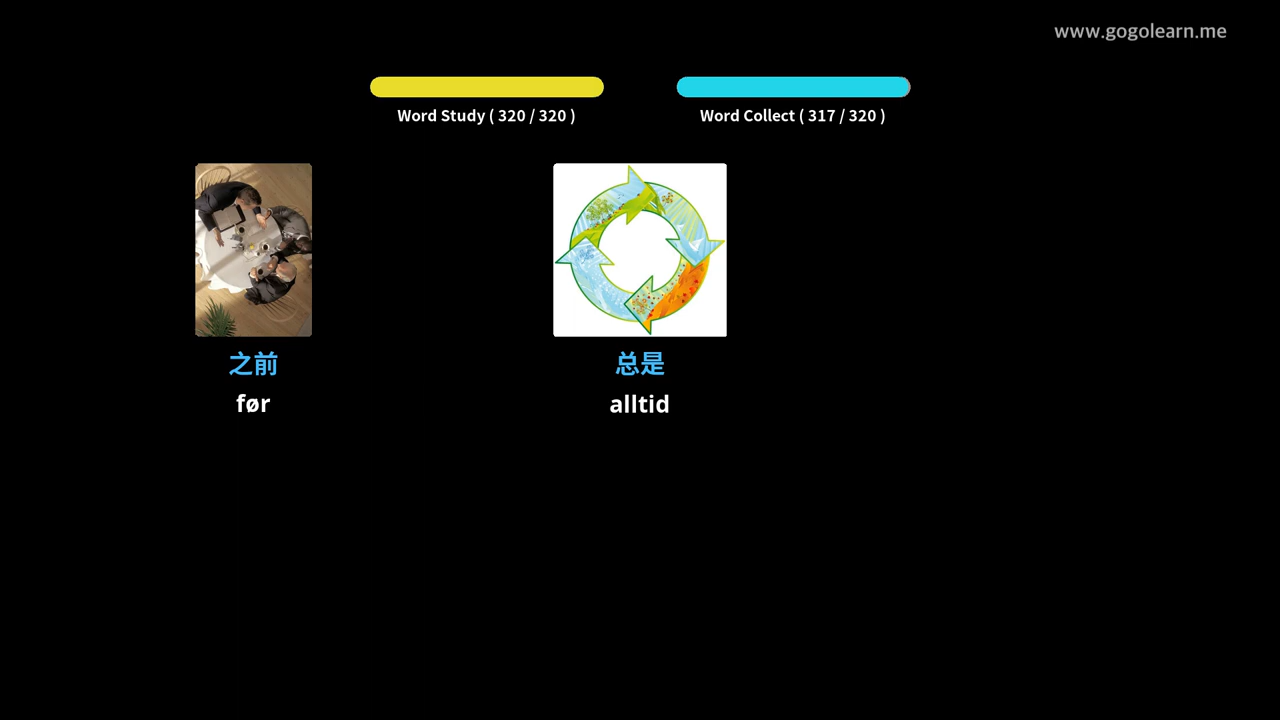 www.gogolearn.me
Word Study ( 320 / 320 )
Word Collect ( 317 / 320 )
之前
før
总是
alltid